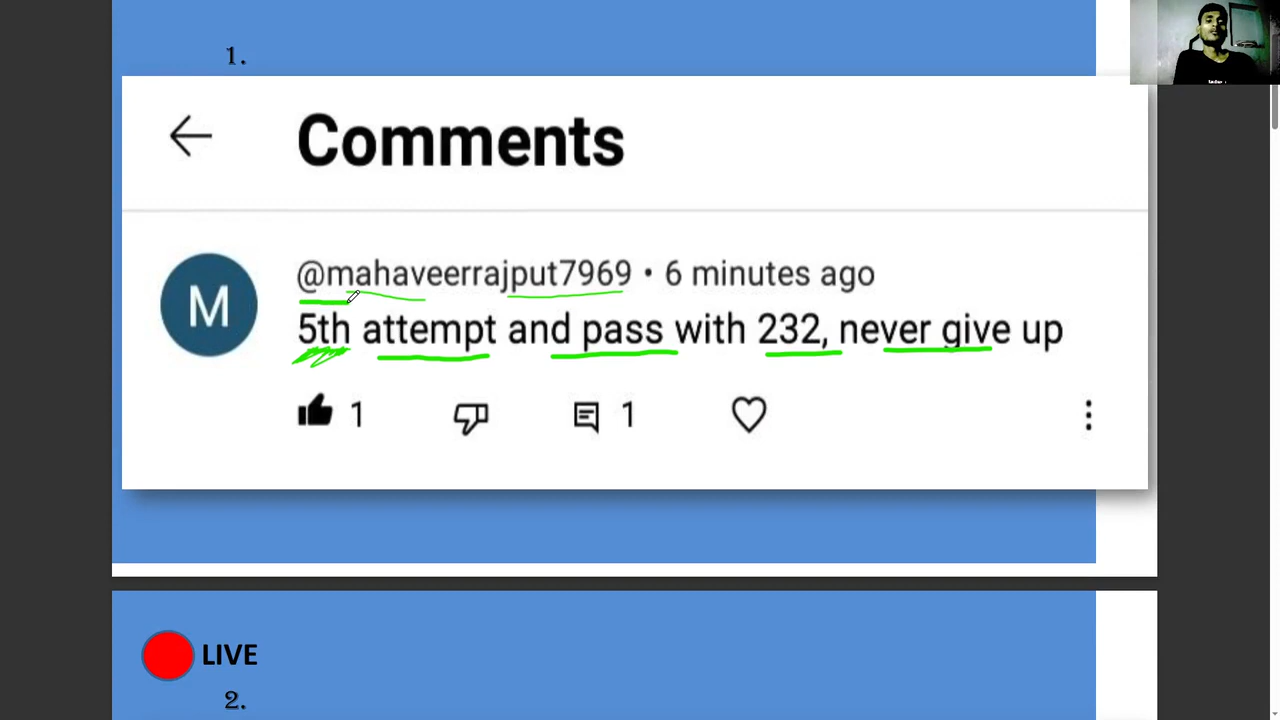 1.
Comments
M
@mahaveerrajput7969 • 6 minutes ago
5th attempt and pass with 232, never give up
1 1
LIVE
2.